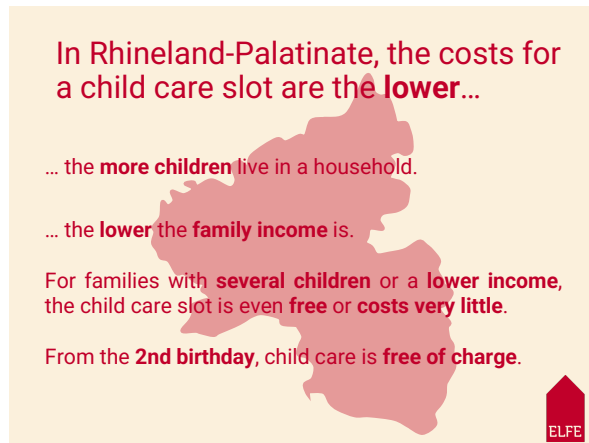 In Rhineland-Palatinate, the costs for
a child care slot are the lower…
… the more children live in a household.
… the lower the family income is.
For families with several children or a lower income,
the child care slot is even free or costs very little.
From the 2nd birthday, child care is free of charge.
ELFE